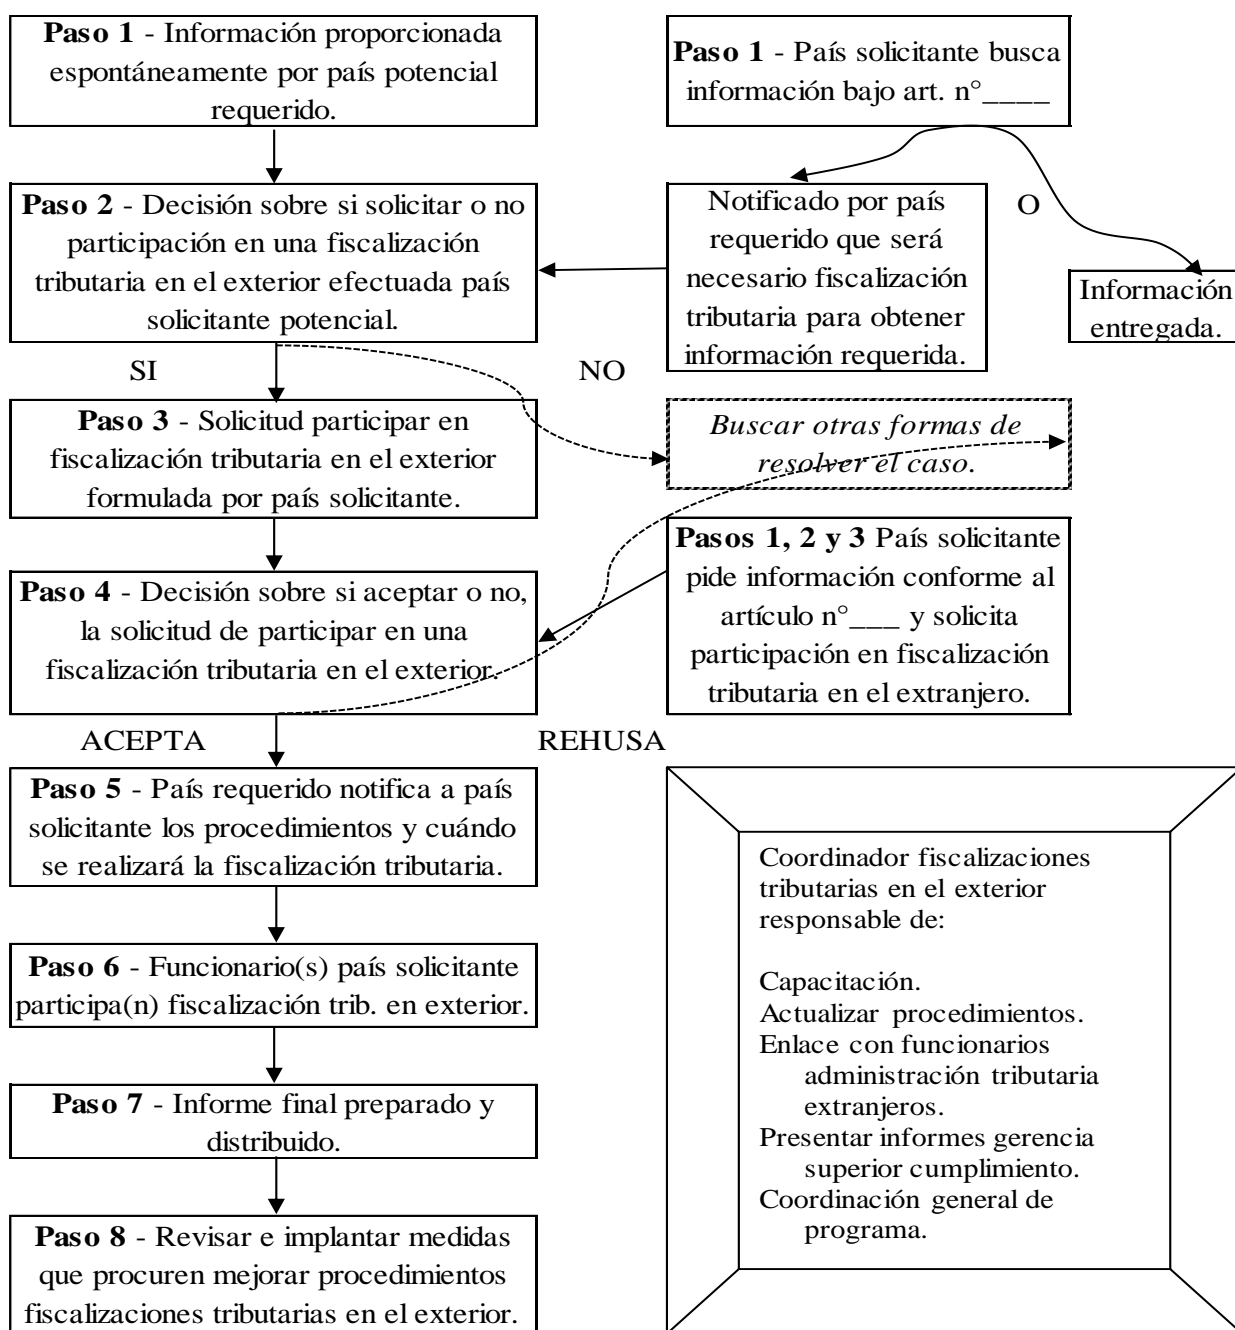 Paso 1 - Información proporcionada
espontáneamente por país potencial
requerido.
Paso 1 - País solicitante busca
información bajo art. n°____
Paso 2 - Decisión sobre si solicitar o no
participación en una fiscalización
tributaria en el exterior efectuada país
solicitante potencial.
Notificado por país
requerido que será
necesario fiscalización
tributaria para obtener
información requerida.
O
Información
entregada.
SI
NO
Paso 3 - Solicitud participar en
fiscalización tributaria en el exterior
formulada por país solicitante.
Buscar otras formas de
resolver el caso.
Paso 4 - Decisión sobre si aceptar o no,
la solicitud de participar en una
fiscalización tributaria en el exterior.
Pasos 1, 2 y 3 País solicitante
pide información conforme al
artículo n°___ y solicita
participación en fiscalización
tributaria en el extranjero.
ACEPTA
REHUSA
Paso 5 - País requerido notifica a país
solicitante los procedimientos y cuándo
se realizará la fiscalización tributaria.
Paso 6 - Funcionario(s) país solicitante
participa(n) fiscalización trib. en exterior.
Paso 7 - Informe final preparado y
distribuido.
Paso 8 - Revisar e implantar medidas
que procuren mejorar procedimientos
fiscalizaciones tributarias en el exterior.
Coordinador fiscalizaciones
tributarias en el exterior
responsable de:
Capacitación.
Actualizar procedimientos.
Enlace con funcionarios
administración tributaria
extranjeros.
Presentar informes gerencia
superior cumplimiento.
Coordinación general de
programa.